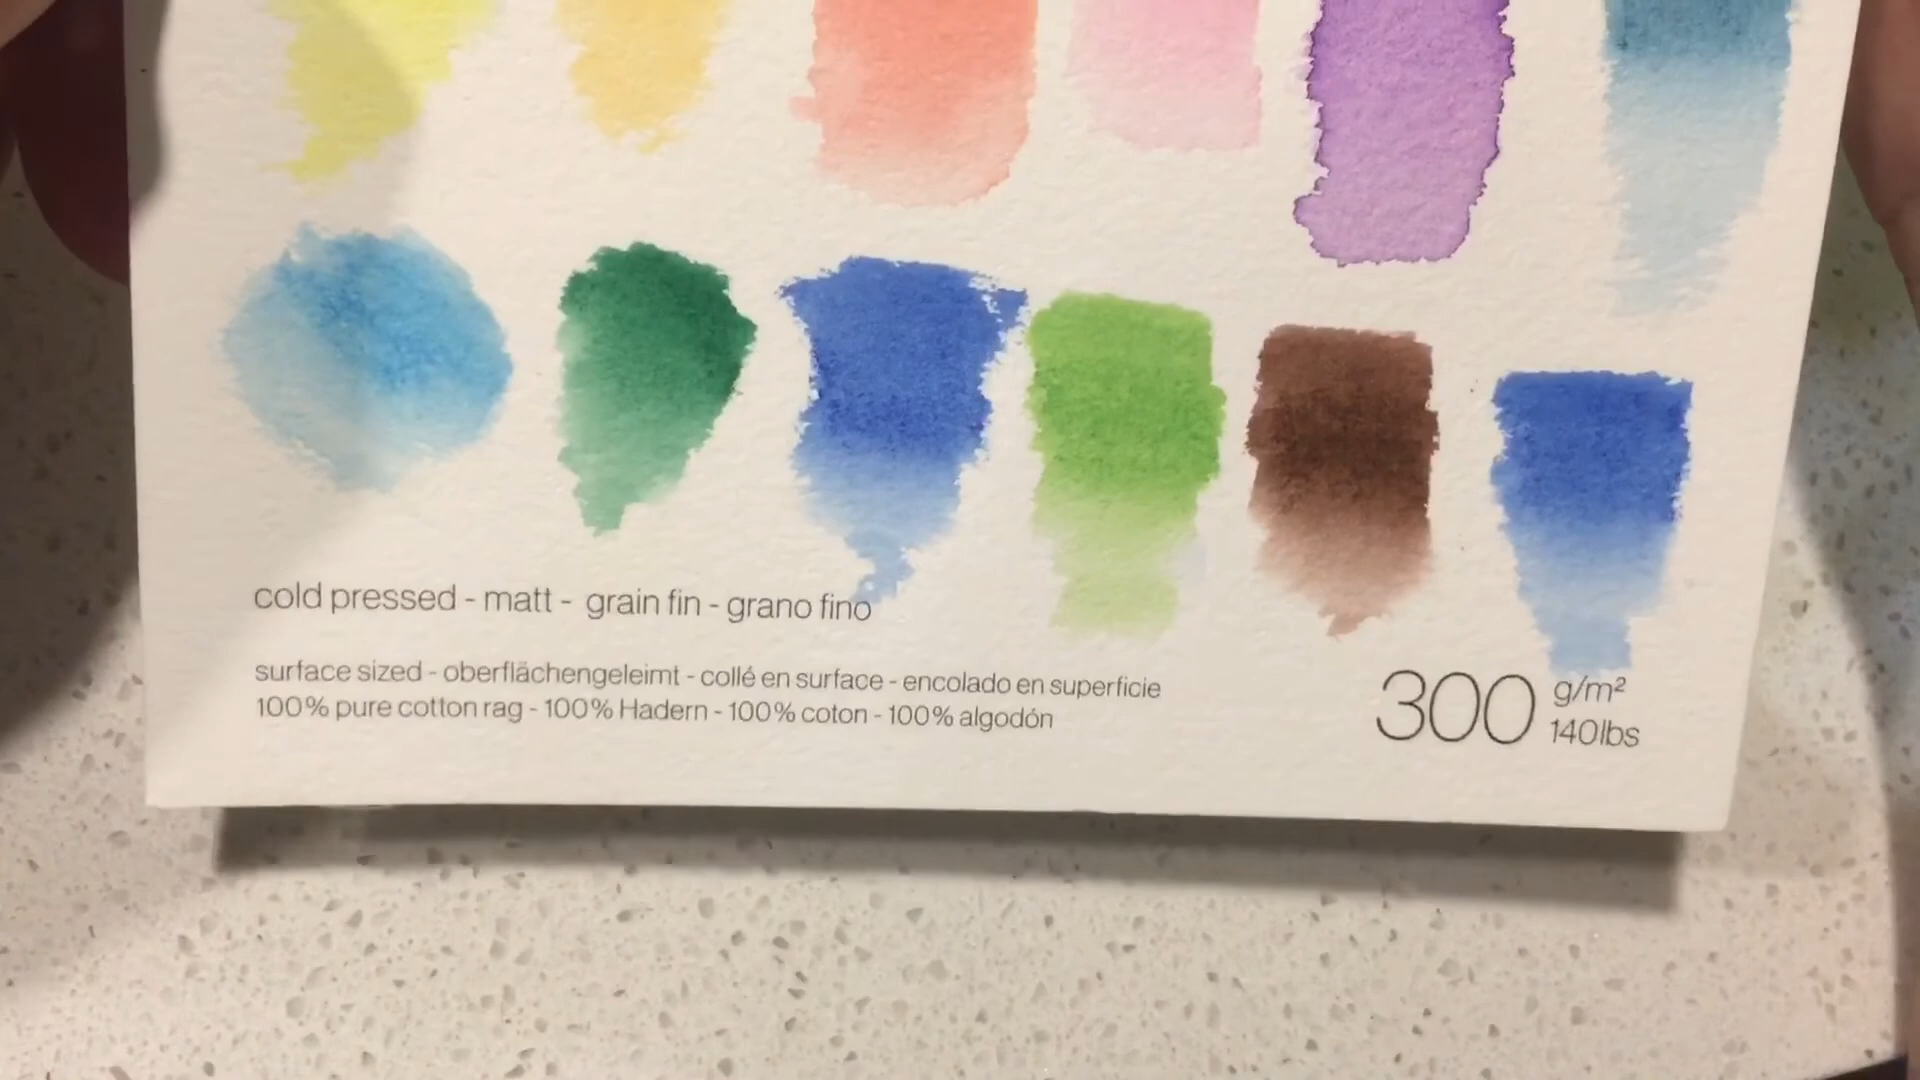 cold pressed - matt - grain fin - grano fino
surface sized - oberflächengeleimt - collé en surface - encolado en superficie
100% pure cotton rag - 100% Hadern - 100% coton - 100% algodón
300 g/m²
140lbs